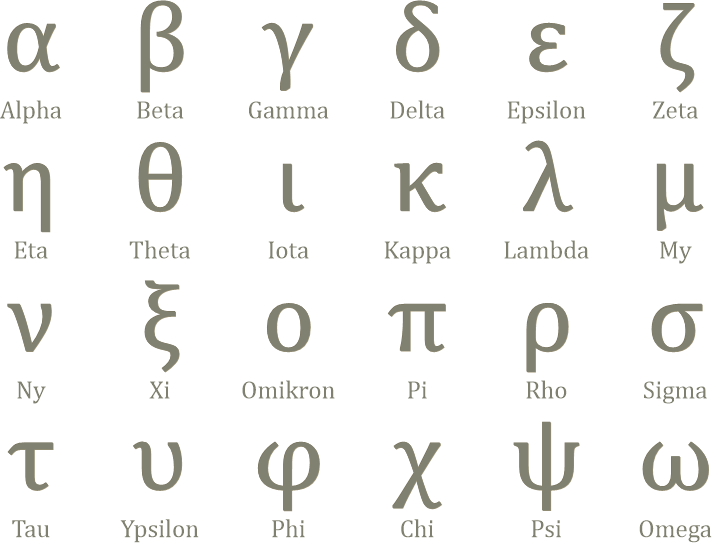 α β γ δ ε ζ
Alpha Beta Gamma Delta Epsilon Zeta
η θ ι κ λ μ
Eta Theta Iota Kappa Lambda My
ν ξ ο π ρ σ
Ny Xi Omikron Pi Rho Sigma
τ υ φ χ ψ ω
Tau Ypsilon Phi Chi Psi Omega